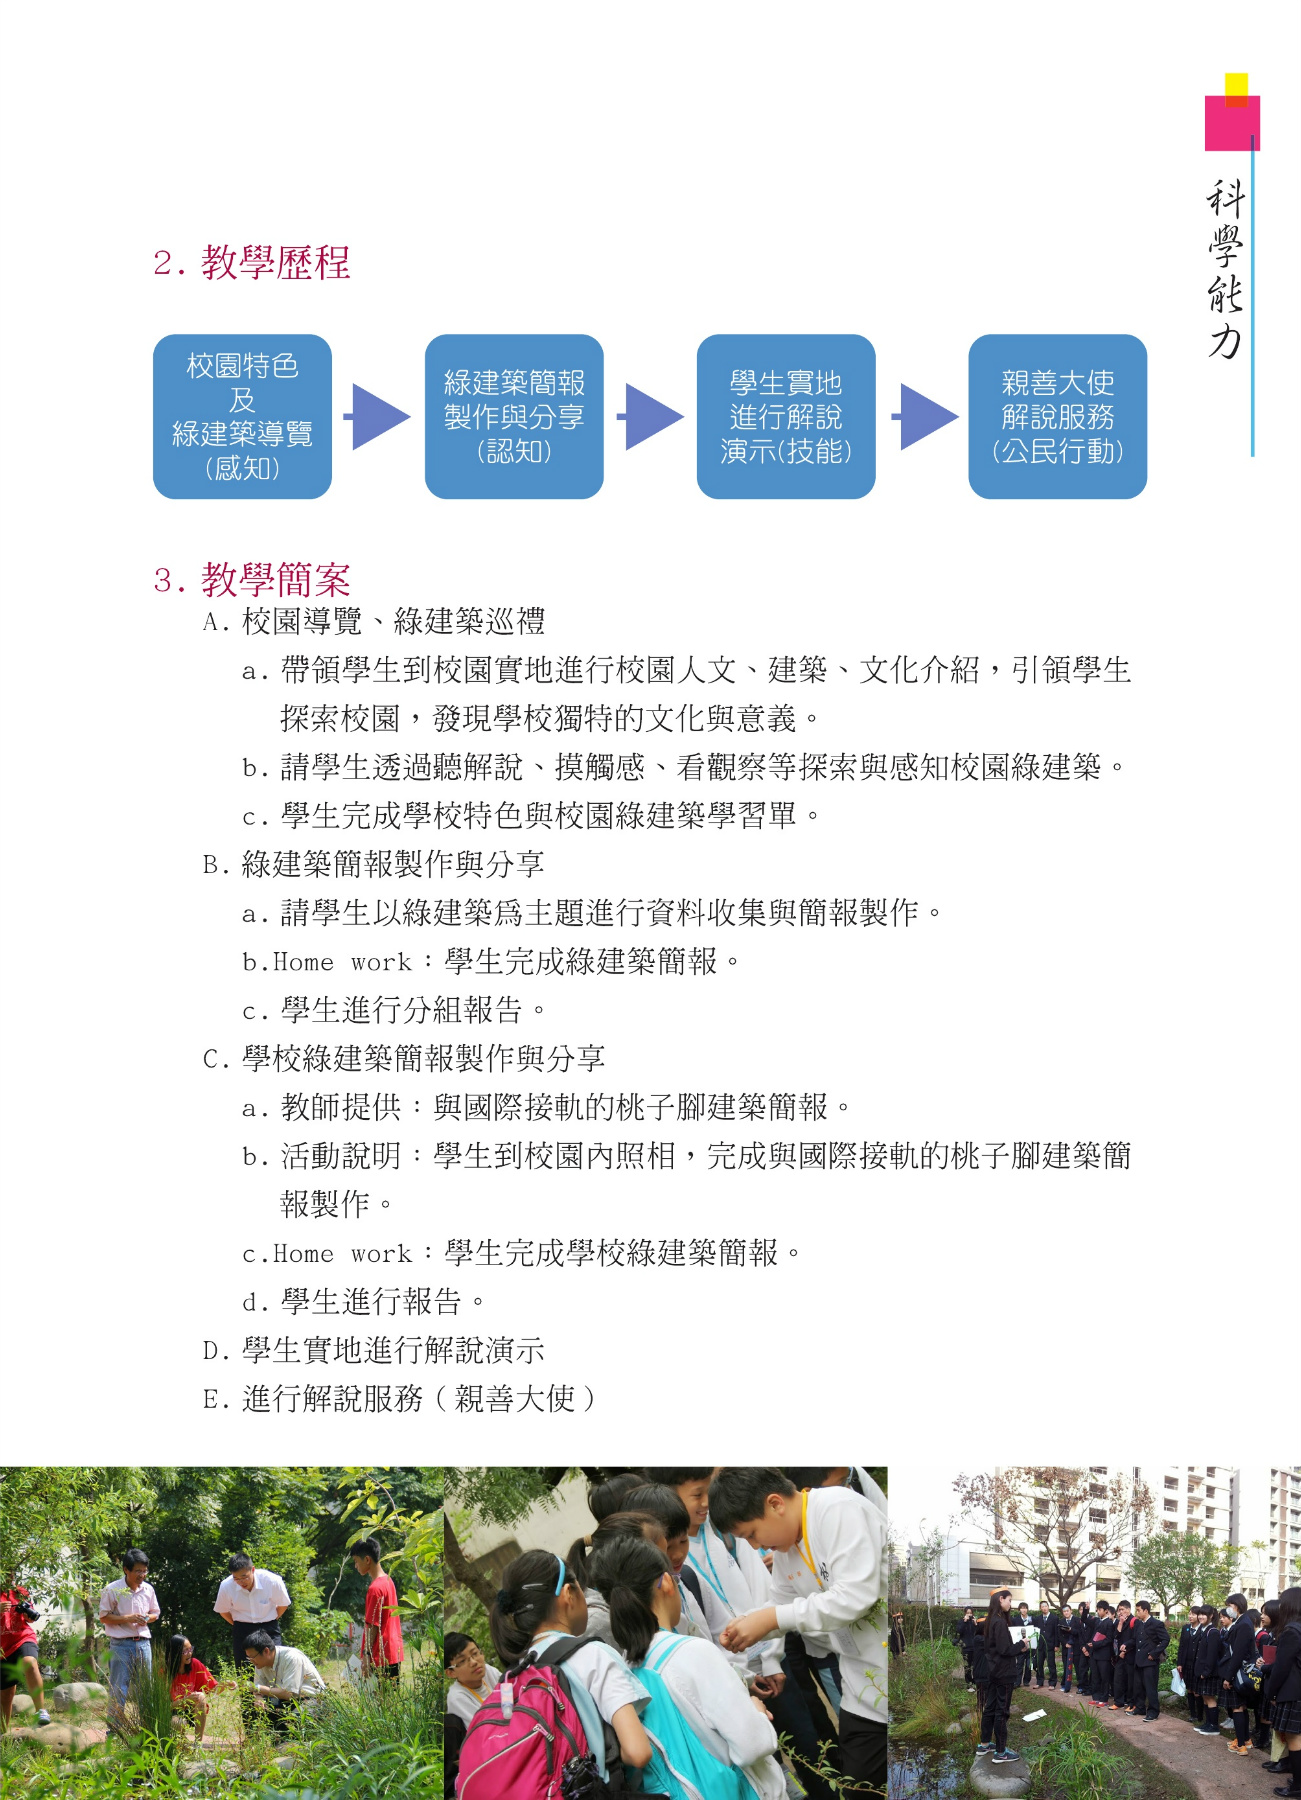 科學能力
2. 教學歷程
校園特色
及
綠建築導覽
(感知)
綠建築簡報
製作與分享
(認知)
學生實地
進行解說
演示(技能)
親善大使
解說服務
(公民行動)
3. 教學簡案
A. 校園導覽、綠建築巡禮
a. 帶領學生到校園實地進行校園人文、建築、文化介紹，引領學生
探索校園，發現學校獨特的文化與意義。
b. 請學生透過聽解說、摸觸感、看觀察等探索與感知校園綠建築。
c. 學生完成學校特色與校園綠建築學習單。
B. 綠建築簡報製作與分享
a. 請學生以綠建築為主題進行資料收集與簡報製作。
b.Home work：學生完成綠建築簡報。
c. 學生進行分組報告。
C. 學校綠建築簡報製作與分享
a. 教師提供：與國際接軌的桃子腳建築簡報。
b. 活動說明：學生到校園內照相，完成與國際接軌的桃子腳建築簡
報製作。
c.Home work：學生完成學校綠建築簡報。
d. 學生進行報告。
D. 學生實地進行解說演示
E. 進行解說服務（親善大使）